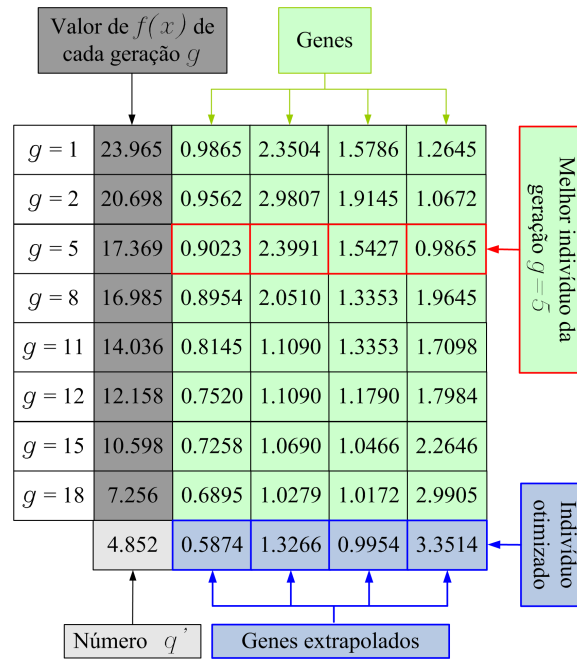 Valor de f(x) de
cada geração g
Genes
g = 1 23.965 0.9865 2.3504 1.5786 1.2645
g = 2 20.698 0.9562 2.9807 1.9145 1.0672
g = 5 17.369 0.9023 2.3991 1.5427 0.9865
g = 8 16.985 0.8954 2.0510 1.3353 1.9645
g = 11 14.036 0.8145 1.1090 1.3353 1.7098
g = 12 12.158 0.7520 1.1090 1.1790 1.7984
g = 15 10.598 0.7258 1.0690 1.0466 2.2646
g = 18 7.256 0.6895 1.0279 1.0172 2.9905
4.852 0.5874 1.3266 0.9954 3.3514
Melhor indivíduo da
geração g = 5
Indivíduo
otimizado
Número q’
Genes extrapolados